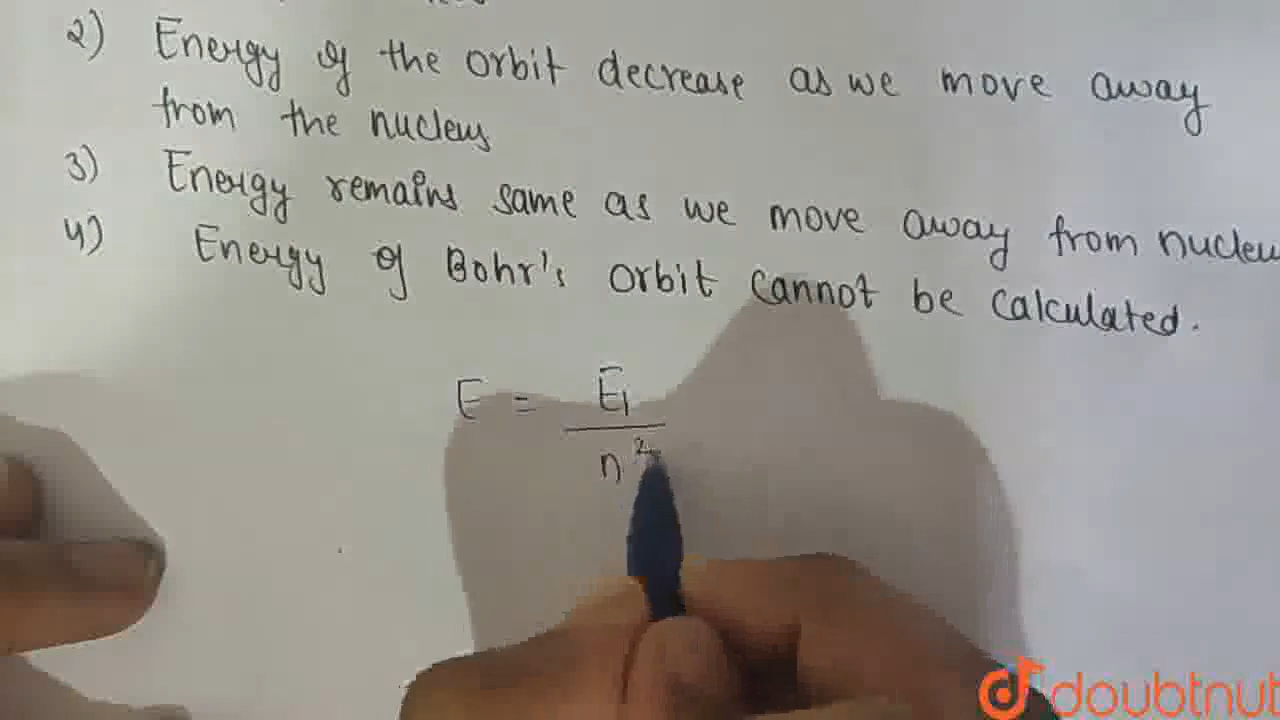 2) Energy of the orbit decrease as we move away
from the nucleus
3) Energy remains same as we move away from nucleu
4) Energy of Bohr's orbit cannot be calculated.
E = E1
n2
doubtnut